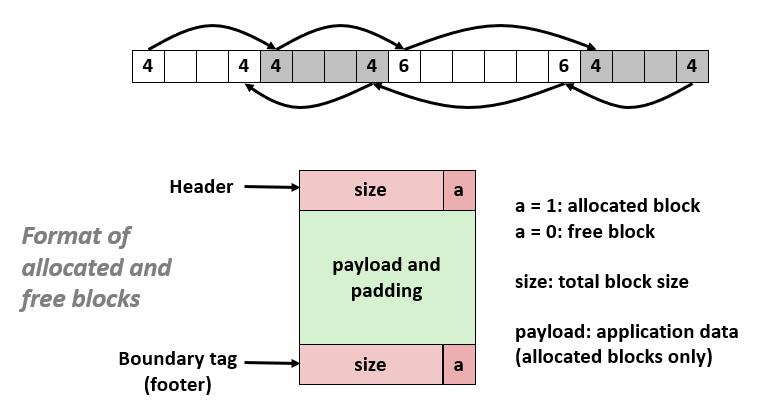 4 4 4 4 6 6 4 4
Header
size a
a = 1: allocated block
a = 0: free block
Format of
allocated and
free blocks
payload and
padding
size: total block size
payload: application data
(allocated blocks only)
Boundary tag
(footer)
size a